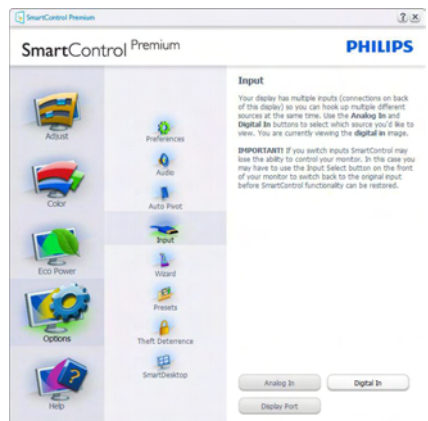 SmartControl Premium
SmartControl Premium
PHILIPS
Adjust
Color
Eco Power
Options
Help
Preferences
Audio
Auto Pivot
Input
Wizard
Presets
Theft Deterrence
SmartDesktop
Input
Your display has multiple inputs (connections on back
of this display) so you can hook up multiple different
sources at the same time. Use the Analog In and
Digital In buttons to select which source you'd like to
view. You are currently viewing the digital in image.
IMPORTANT! If you switch inputs SmartControl may
lose the ability to control your monitor. In this case you
may have to use the Input Select button on the front
of your monitor to switch back to the original input
before SmartControl functionality can be restored.
Analog In
Digital In
Display Port